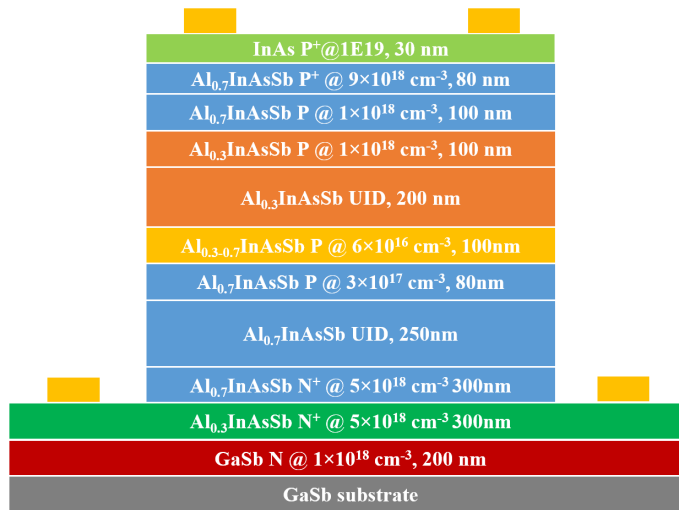 InAs P⁺@1E19, 30 nm
Al₀.₇InAsSb P⁺ @ 9×10¹⁸ cm⁻³, 80 nm
Al₀.₇InAsSb P @ 1×10¹⁸ cm⁻³, 100 nm
Al₀.₃InAsSb P @ 1×10¹⁸ cm⁻³, 100 nm
Al₀.₃InAsSb UID, 200 nm
Al₀.₃₋₀.₇InAsSb P @ 6×10¹⁶ cm⁻³, 100nm
Al₀.₇InAsSb P @ 3×10¹⁷ cm⁻³, 80nm
Al₀.₇InAsSb UID, 250nm
Al₀.₇InAsSb N⁺ @ 5×10¹⁸ cm⁻³ 300nm
Al₀.₃InAsSb N⁺ @ 5×10¹⁸ cm⁻³ 300nm
GaSb N @ 1×10¹⁸ cm⁻³, 200 nm
GaSb substrate